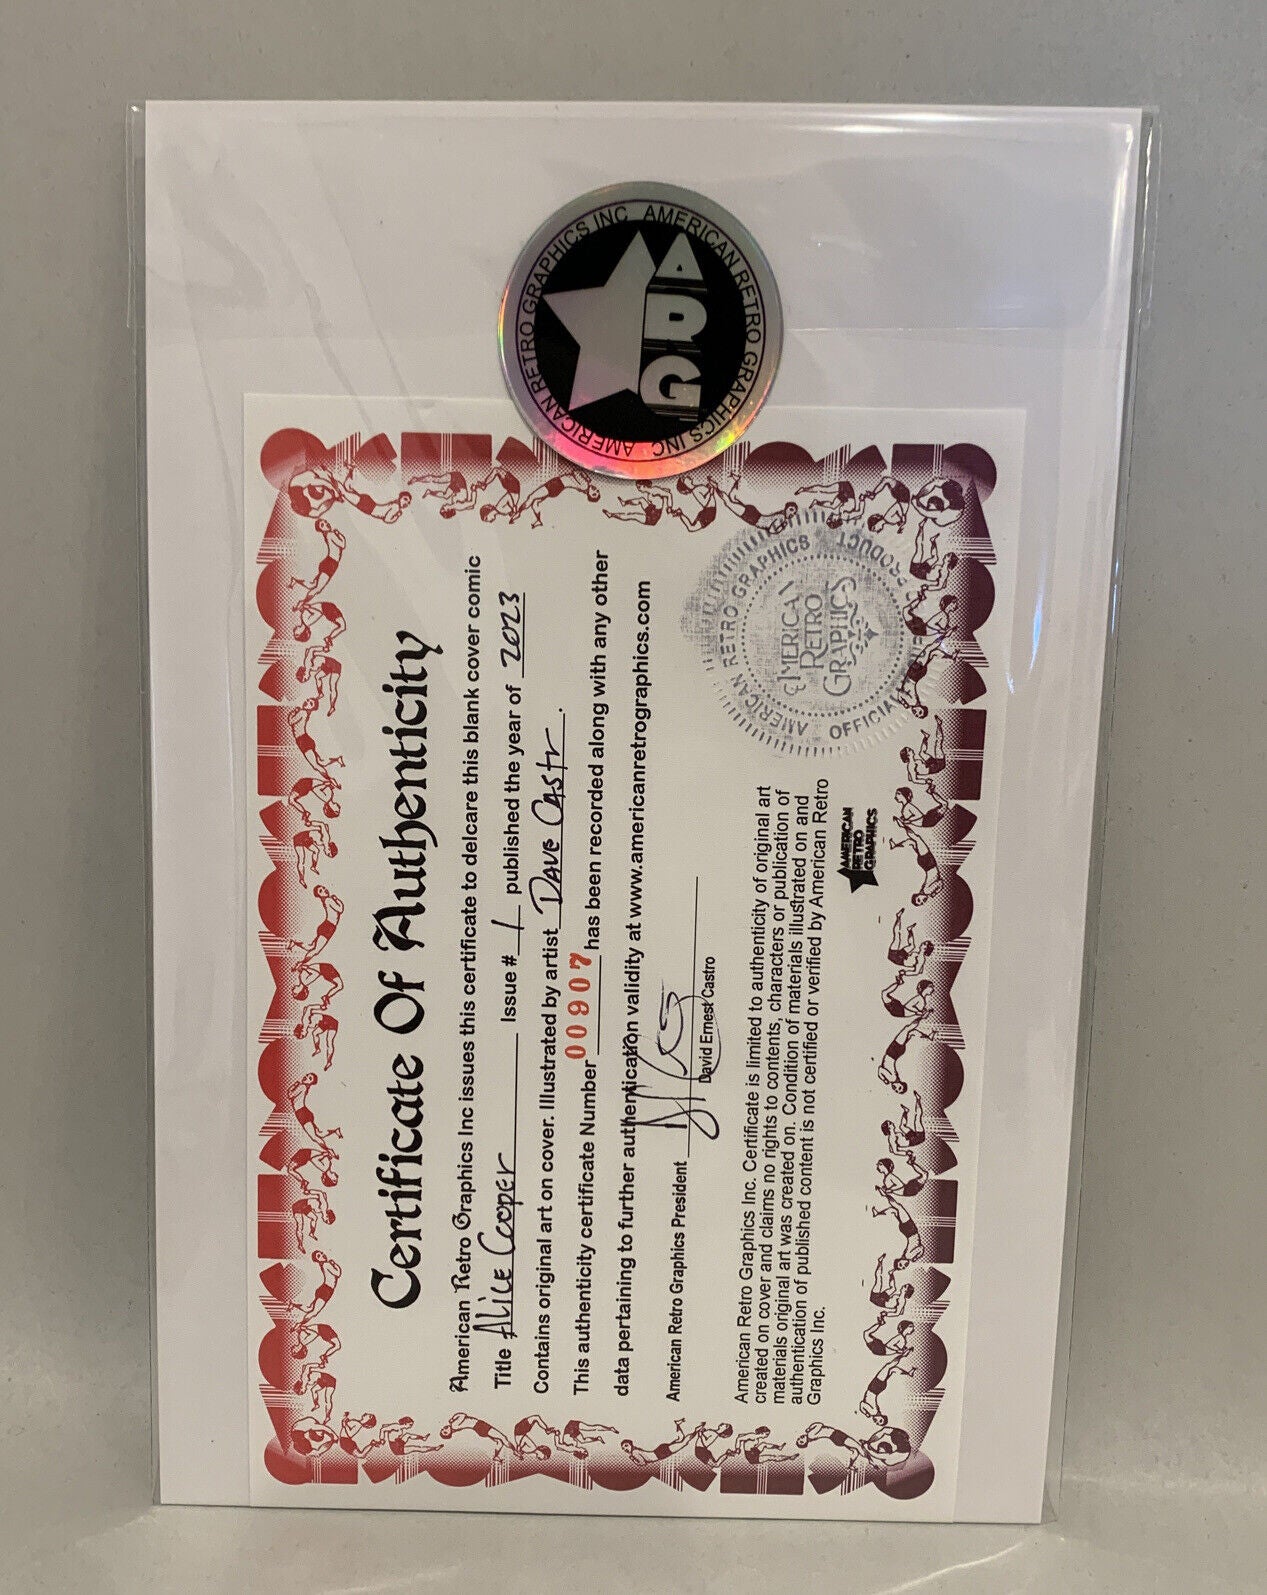 AMERICAN RETRO GRAPHICS INC AMERICAN RETRO GRAPHICS INC
ARG
Certificate Of Authenticity
American Retro Graphics Inc issues this certificate to delcare this blank cover comic
Title Alice Cooper Issue # 1 published the year of 2023
Contains original art on cover. Illustrated by artist Dave Castr.
This authenticity certificate Number 00907 has been recorded along with any other
data pertaining to further authentication validity at www.americanretrographics.com
American Retro Graphics President
David Ernest Castro
American Retro Graphics Inc. Certificate is limited to authenticity of original art
created on cover and claims no rights to contents, characters or publication of
materials original art was created on. Condition of materials illustrated on and
authentication of published content is not certified or verified by American Retro
Graphics Inc.
AMERICAN
RETRO
GRAPHICS
AMERICAN RETRO GRAPHICS
OFFICIAL PRODUCT
AMERICAN
RETRO
GRAPHICS